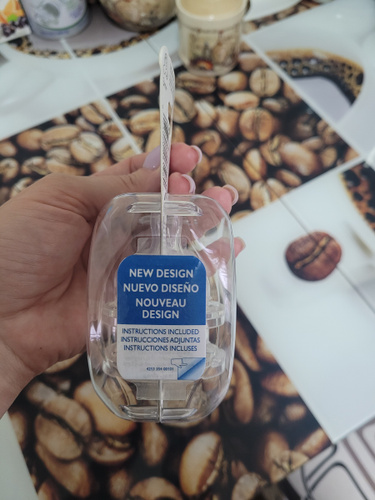 NEW DESIGN
NUEVO DISEÑO
NOUVEAU
DESIGN
INSTRUCTIONS INCLUDED
INSTRUCCIONES ADJUNTAS
INSTRUCTIONS INCLUSES